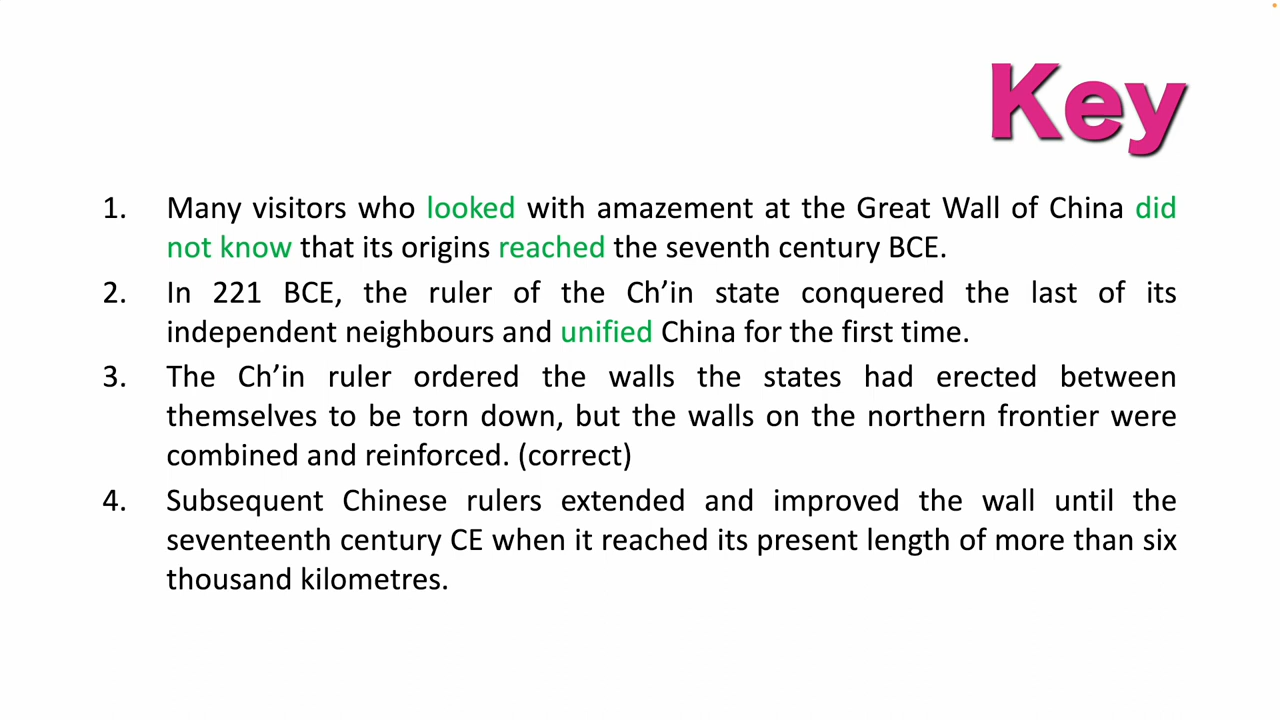 Key
1. Many visitors who looked with amazement at the Great Wall of China did
not know that its origins reached the seventh century BCE.
2. In 221 BCE, the ruler of the Ch’in state conquered the last of its
independent neighbours and unified China for the first time.
3. The Ch’in ruler ordered the walls the states had erected between
themselves to be torn down, but the walls on the northern frontier were
combined and reinforced. (correct)
4. Subsequent Chinese rulers extended and improved the wall until the
seventeenth century CE when it reached its present length of more than six
thousand kilometres.